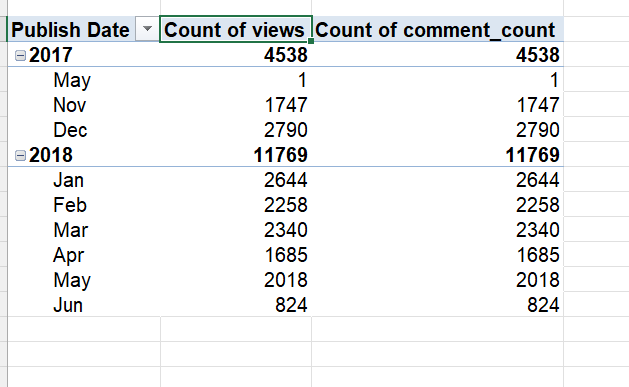 Publish Date Count of views Count of comment_count
2017 4538 4538
May 1 1
Nov 1747 1747
Dec 2790 2790
2018 11769 11769
Jan 2644 2644
Feb 2258 2258
Mar 2340 2340
Apr 1685 1685
May 2018 2018
Jun 824 824